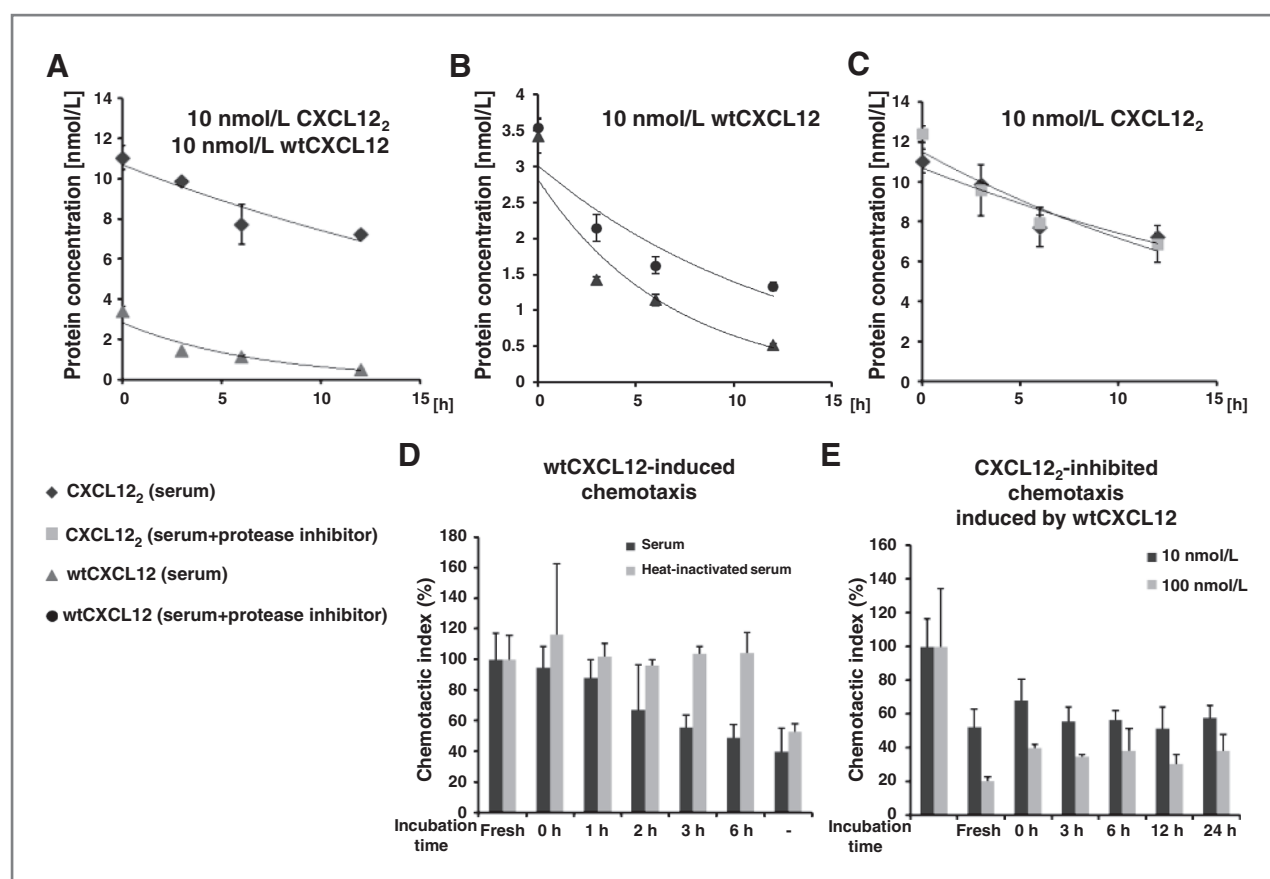 A
Protein concentration [nmol/L]
14
12
10
8
6
4
2
0
10 nmol/L CXCL12₂
10 nmol/L wtCXCL12
0 5 10 15 [h]
B
Protein concentration [nmol/L]
4
3.5
3
2.5
2
1.5
1
0.5
0
10 nmol/L wtCXCL12
0 5 10 15 [h]
C
Protein concentration [nmol/L]
14
12
10
8
6
4
2
0
10 nmol/L CXCL12₂
0 5 10 15 [h]
CXCL12₂ (serum)
CXCL12₂ (serum+protease inhibitor)
wtCXCL12 (serum)
wtCXCL12 (serum+protease inhibitor)
D
wtCXCL12-induced
chemotaxis
Chemotactic index (%)
180
160
140
120
100
80
60
40
20
0
Serum
Heat-inactivated serum
Incubation
time
Fresh 0 h 1 h 2 h 3 h 6 h -
E
CXCL12₂-inhibited
chemotaxis
induced by wtCXCL12
Chemotactic index (%)
160
140
120
100
80
60
40
20
0
10 nmol/L
100 nmol/L
Incubation
time
Fresh 0 h 3 h 6 h 12 h 24 h